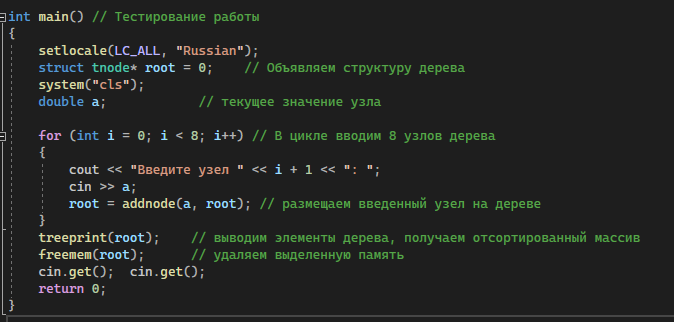 int main() // Тестирование работы
{
    setlocale(LC_ALL, "Russian");
    struct tnode* root = 0;    // Объявляем структуру дерева
    system("cls");
    double a;            // текущее значение узла
    for (int i = 0; i < 8; i++) // В цикле вводим 8 узлов дерева
    {
        cout << "Введите узел " << i + 1 << ": ";
        cin >> a;
        root = addnode(a, root); // размещаем введенный узел на дереве
    }
    treeprint(root);    // выводим элементы дерева, получаем отсортированный массив
    freemem(root);      // удаляем выделенную память
    cin.get();  cin.get();
    return 0;
}